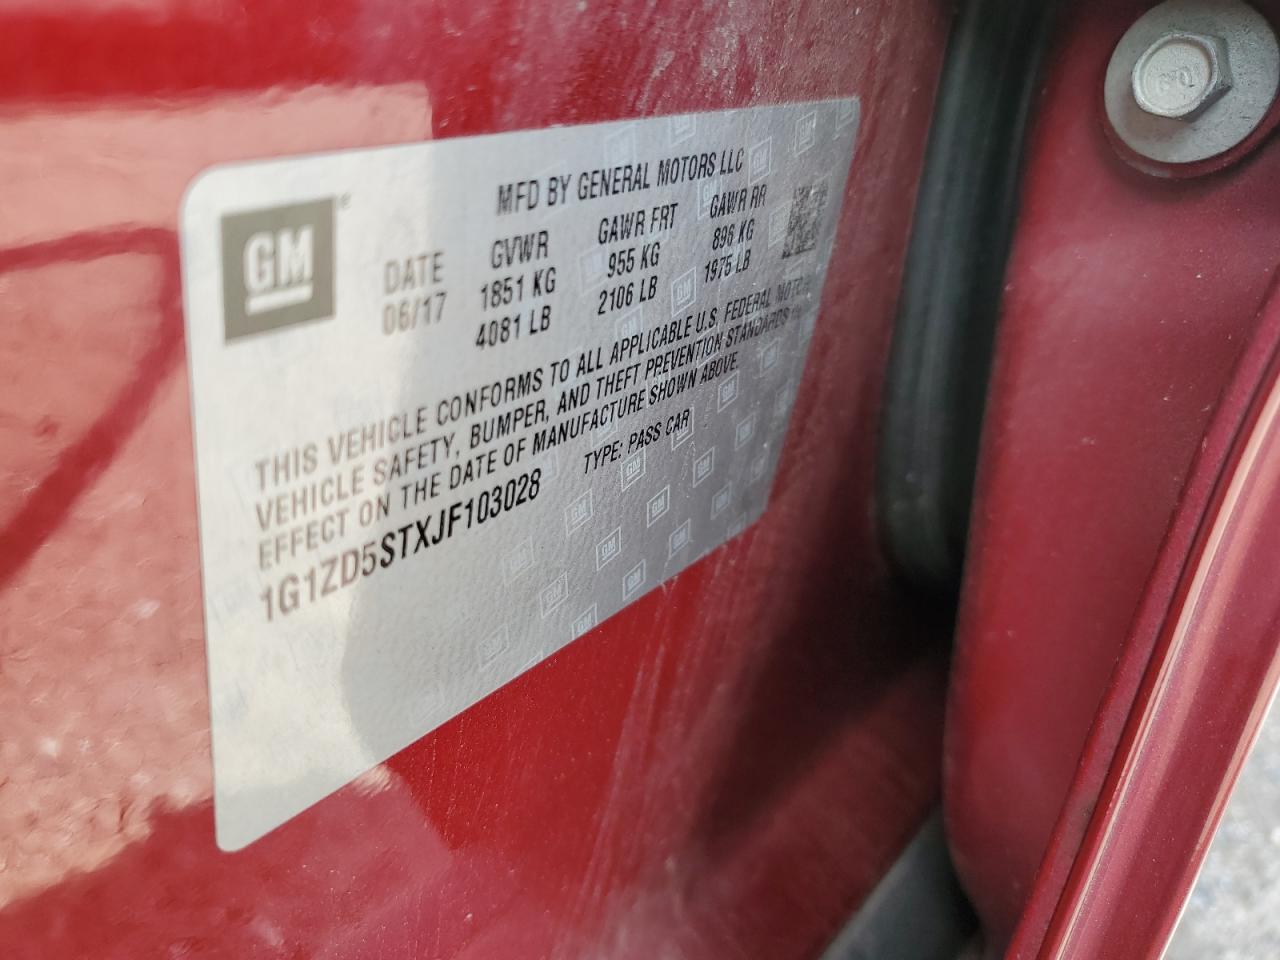 GM
MFD BY GENERAL MOTORS LLC
DATE GVWR GAWR FRT GAWR RR
06/17 1851 KG 955 KG 896 KG
4081 LB 2106 LB 1975 LB
THIS VEHICLE CONFORMS TO ALL APPLICABLE U.S. FEDERAL MOTOR
VEHICLE SAFETY, BUMPER, AND THEFT PREVENTION STANDARDS
EFFECT ON THE DATE OF MANUFACTURE SHOWN ABOVE.
1G1ZD5STXJF103028 TYPE: PASS CAR